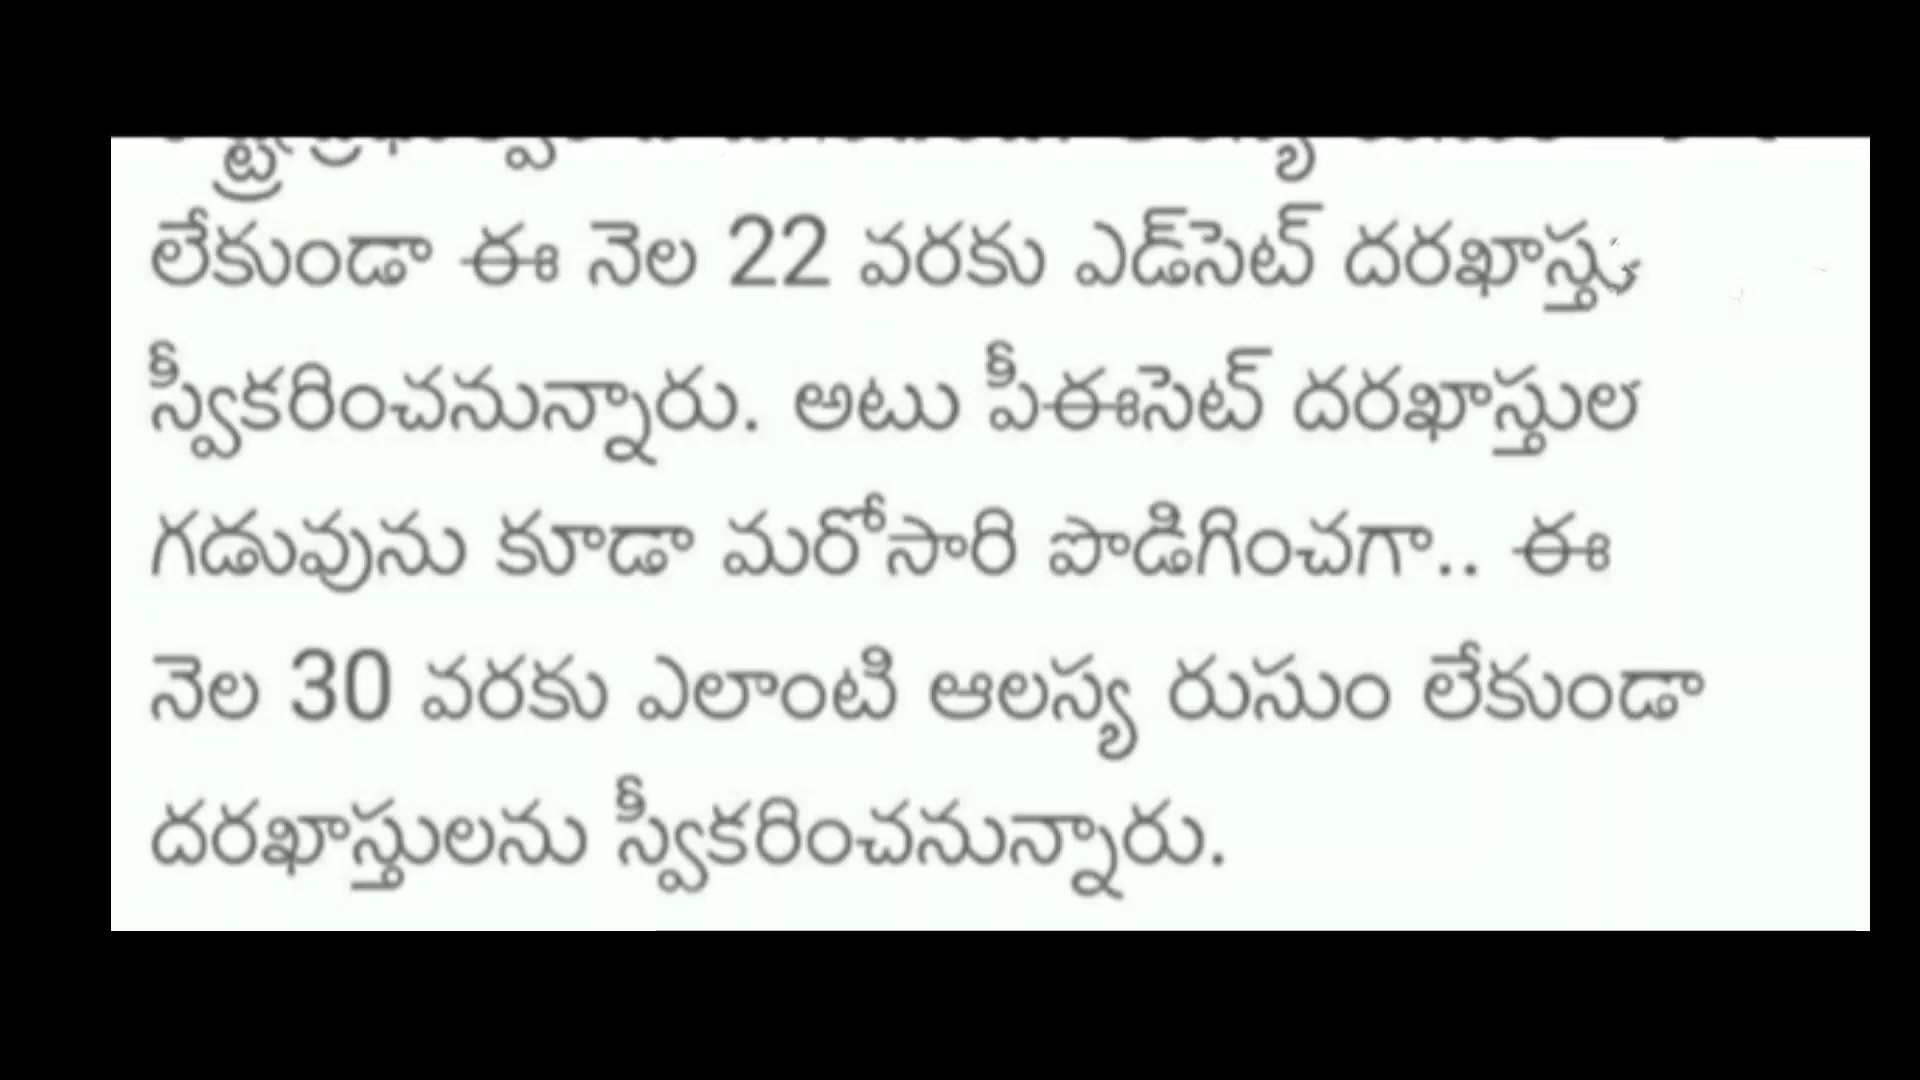 లేకుండా ఈ నెల 22 వరకు ఎడ్‌సెట్ దరఖాస్తు
స్వీకరించనున్నారు. అటు పీఈసెట్ దరఖాస్తుల
గడువును కూడా మరోసారి పొడిగించగా.. ఈ
నెల 30 వరకు ఎలాంటి ఆలస్య రుసుం లేకుండా
దరఖాస్తులను స్వీకరించనున్నారు.